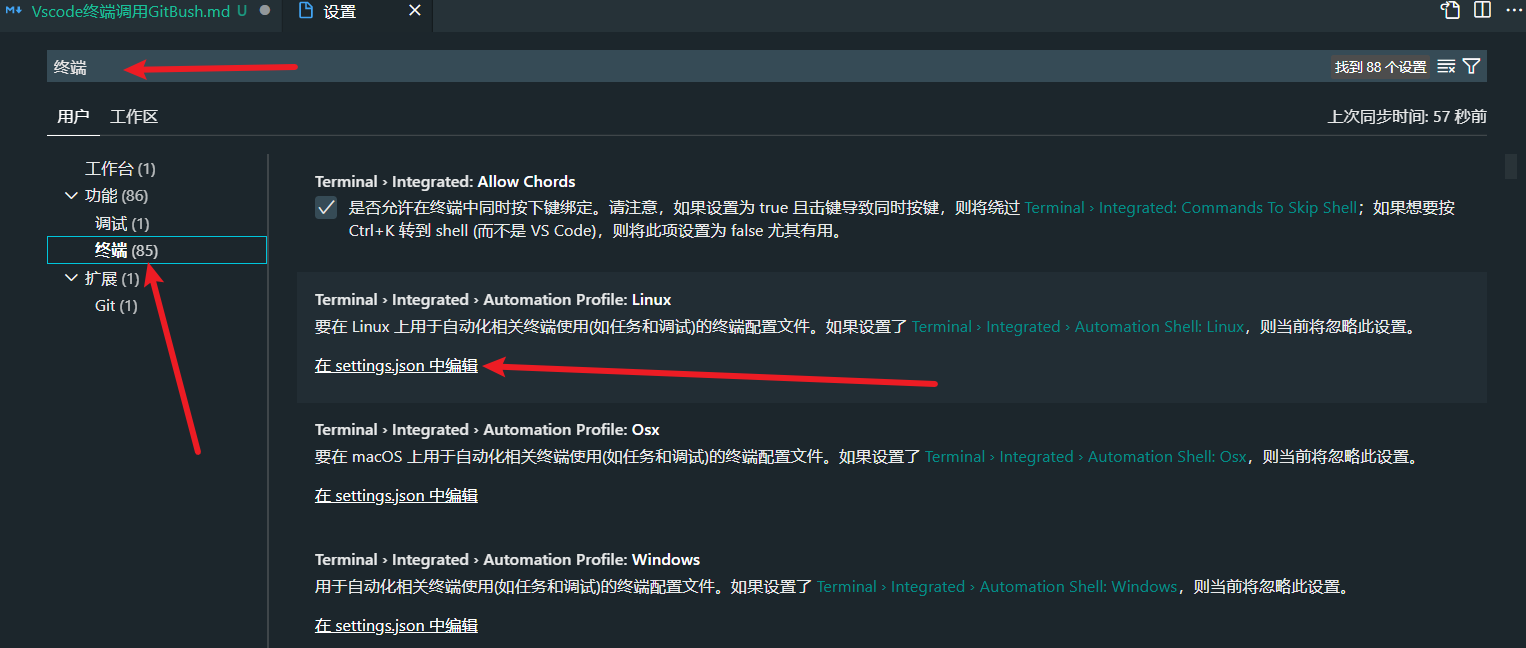 Vscode终端调用GitBush.md U
设置
终端
找到 88 个设置
用户 工作区
上次同步时间: 57 秒前
工作台 (1)
功能 (86)
调试 (1)
终端 (85)
扩展 (1)
Git (1)
Terminal › Integrated: Allow Chords
是否允许在终端中同时按下键绑定。请注意，如果设置为 true 且击键导致同时按键，则将绕过 Terminal › Integrated: Commands To Skip Shell；如果想要按
Ctrl+K 转到 shell (而不是 VS Code)，则将此项设置为 false 尤其有用。
Terminal › Integrated › Automation Profile: Linux
要在 Linux 上用于自动化相关终端使用(如任务和调试)的终端配置文件。如果设置了 Terminal › Integrated › Automation Shell: Linux，则当前将忽略此设置。
在 settings.json 中编辑
Terminal › Integrated › Automation Profile: Osx
要在 macOS 上用于自动化相关终端使用(如任务和调试)的终端配置文件。如果设置了 Terminal › Integrated › Automation Shell: Osx，则当前将忽略此设置。
在 settings.json 中编辑
Terminal › Integrated › Automation Profile: Windows
用于自动化相关终端使用(如任务和调试)的终端配置文件。如果设置了 Terminal › Integrated › Automation Shell: Windows，则当前将忽略此设置。
在 settings.json 中编辑